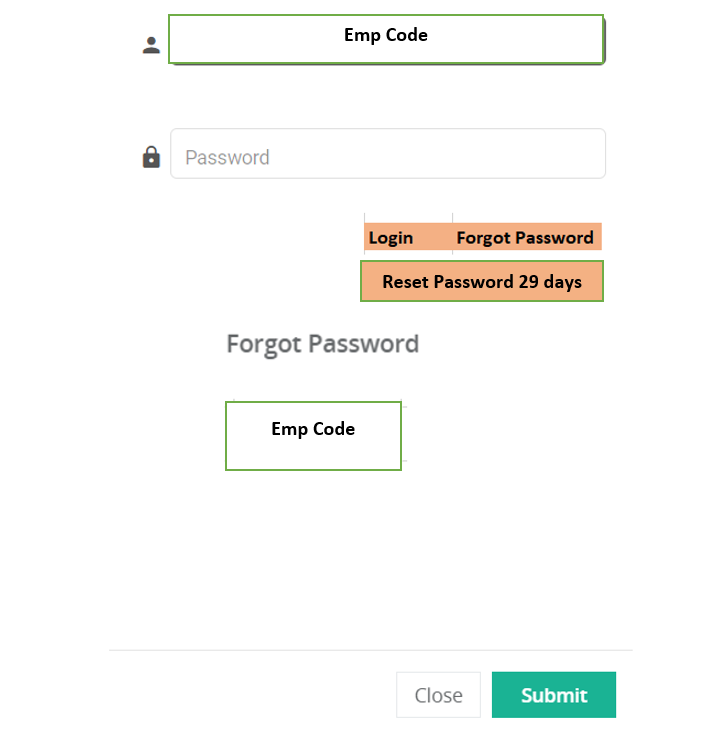 Emp Code
Password
Login Forgot Password
Reset Password 29 days
Forgot Password
Emp Code
Close Submit